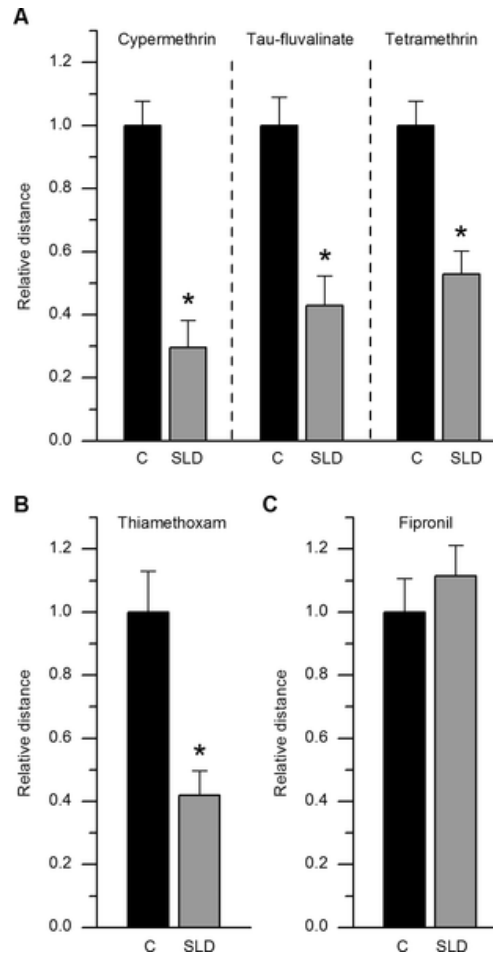 A
Cypermethrin Tau-fluvalinate Tetramethrin
1.2
1.0
0.8
0.6
0.4
0.2
0.0
Relative distance
* * *
C SLD C SLD C SLD
B
Thiamethoxam
1.2
1.0
0.8
0.6
0.4
0.2
0.0
Relative distance
*
C SLD
C
Fipronil
1.2
1.0
0.8
0.6
0.4
0.2
0.0
Relative distance
C SLD